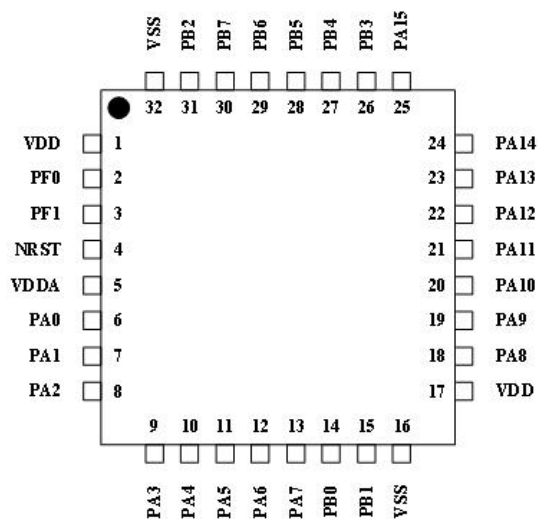 VSS PB2 PB7 PB6 PB5 PB4 PB3 PA15
32 31 30 29 28 27 26 25
VDD 1 24 PA14
PF0 2 23 PA13
PF1 3 22 PA12
NRST 4 21 PA11
VDDA 5 20 PA10
PA0 6 19 PA9
PA1 7 18 PA8
PA2 8 17 VDD
9 10 11 12 13 14 15 16
PA3 PA4 PA5 PA6 PA7 PB0 PB1 VSS